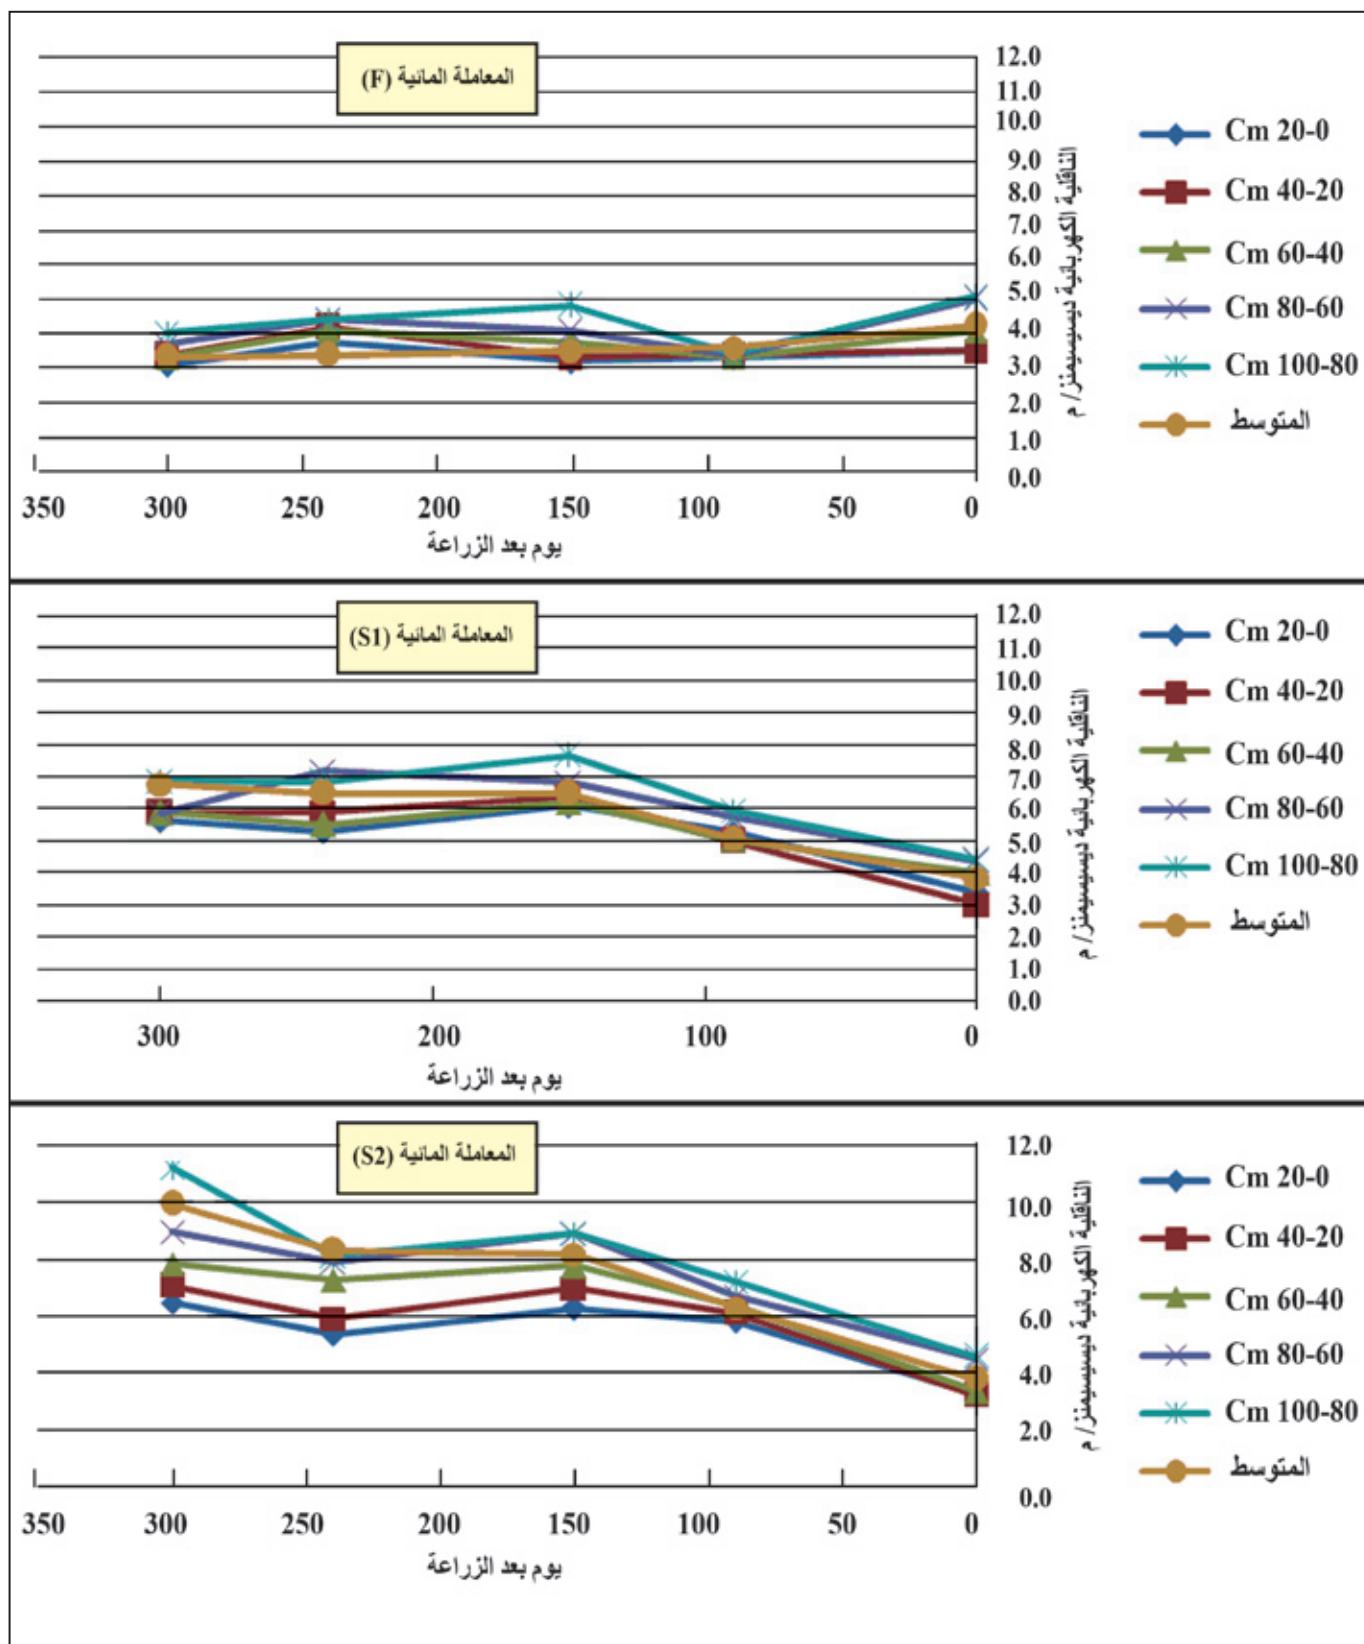 المعاملة المائية (F)
12.0
11.0
10.0
9.0
8.0
7.0
6.0
5.0
4.0
3.0
2.0
1.0
0.0
الناقلية الكهربائية ديسيسيمنز/ م
350 300 250 200 150 100 50 0
يوم بعد الزراعة
Cm 20-0
Cm 40-20
Cm 60-40
Cm 80-60
Cm 100-80
المتوسط
المعاملة المائية (S1)
12.0
11.0
10.0
9.0
8.0
7.0
6.0
5.0
4.0
3.0
2.0
1.0
0.0
الناقلية الكهربائية ديسيسيمنز/ م
300 200 100 0
يوم بعد الزراعة
Cm 20-0
Cm 40-20
Cm 60-40
Cm 80-60
Cm 100-80
المتوسط
المعاملة المائية (S2)
12.0
10.0
8.0
6.0
4.0
2.0
0.0
الناقلية الكهربائية ديسيسيمنز/ م
350 300 250 200 150 100 50 0
يوم بعد الزراعة
Cm 20-0
Cm 40-20
Cm 60-40
Cm 80-60
Cm 100-80
المتوسط